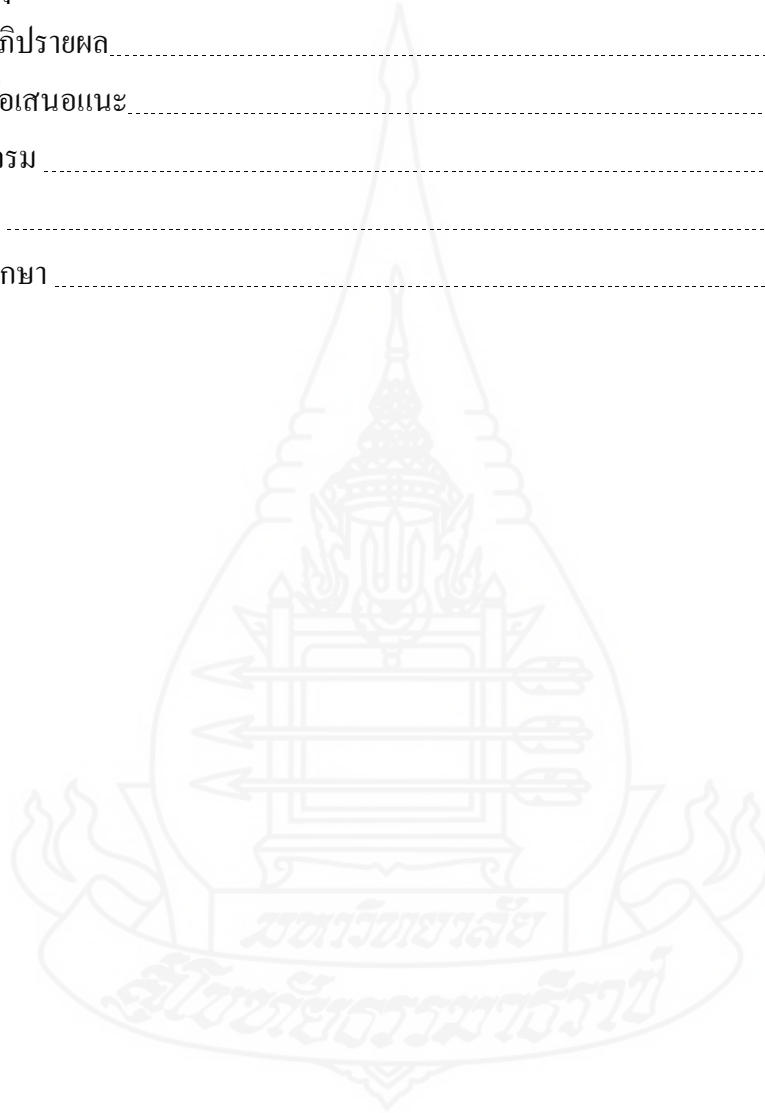 ภิปรายผล
อเสนอแนะ
รม
กษา
มหาวิทยาลัย
สุโขทัยธรรมาธิราช